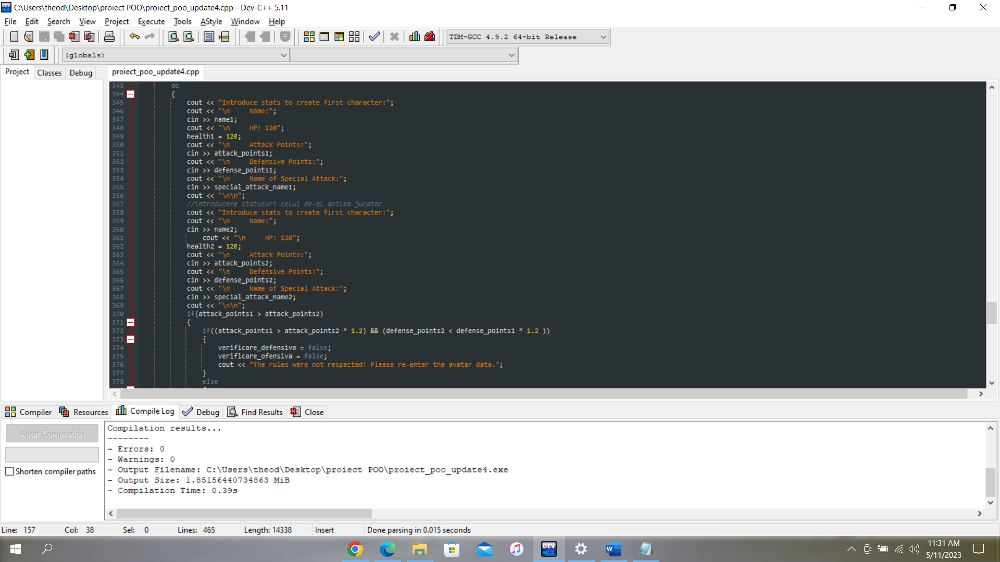 C:\Users\theod\Desktop\proiect POO\proiect_poo_update4.cpp - Dev-C++ 5.11
File Edit Search View Project Execute Tools AStyle Window Help
TDM-GCC 4.9.2 64-bit Release
(globals)
Project Classes Debug
proiect_poo_update4.cpp
343 do
344 {
345 cout << "Introduce stats to create first character:";
346 cout << "\n     Name:";
347 cin >> name1;
348 cout << "\n     HP: 120";
349 health1 = 120;
350 cout << "\n     Attack Points:";
351 cin >> attack_points1;
352 cout << "\n     Defensive Points:";
353 cin >> defense_points1;
354 cout << "\n     Name of Special Attack:";
355 cin >> special_attack_name1;
356 cout << "\n\n";
357 //introducere statusuri celui de-al doilea jucator
358 cout << "Introduce stats to create first character:";
359 cout << "\n     Name:";
360 cin >> name2;
361 cout << "\n     HP: 120";
362 health2 = 120;
363 cout << "\n     Attack Points:";
364 cin >> attack_points2;
365 cout << "\n     Defensive Points:";
366 cin >> defense_points2;
367 cout << "\n     Name of Special Attack:";
368 cin >> special_attack_name2;
369 cout << "\n\n";
370 if(attack_points1 > attack_points2)
371 {
372 if((attack_points1 > attack_points2 * 1.2) && (defense_points2 < defense_points1 * 1.2 ))
373 {
374 verificare_defensiva = false;
375 verificare_ofensiva = false;
376 cout << "The rules were not respected! Please re-enter the avatar data.";
377 }
378 else
Compiler Resources Compile Log Debug Find Results Close
Abort Compilation
Shorten compiler paths
Compilation results...
--------
- Errors: 0
- Warnings: 0
- Output Filename: C:\Users\theod\Desktop\proiect POO\proiect_poo_update4.exe
- Output Size: 1.85156440734863 MiB
- Compilation Time: 0.39s
Line: 157 Col: 38 Sel: 0 Lines: 465 Length: 14338 Insert Done parsing in 0.015 seconds
DEV C++
W
11:31 AM
5/11/2023